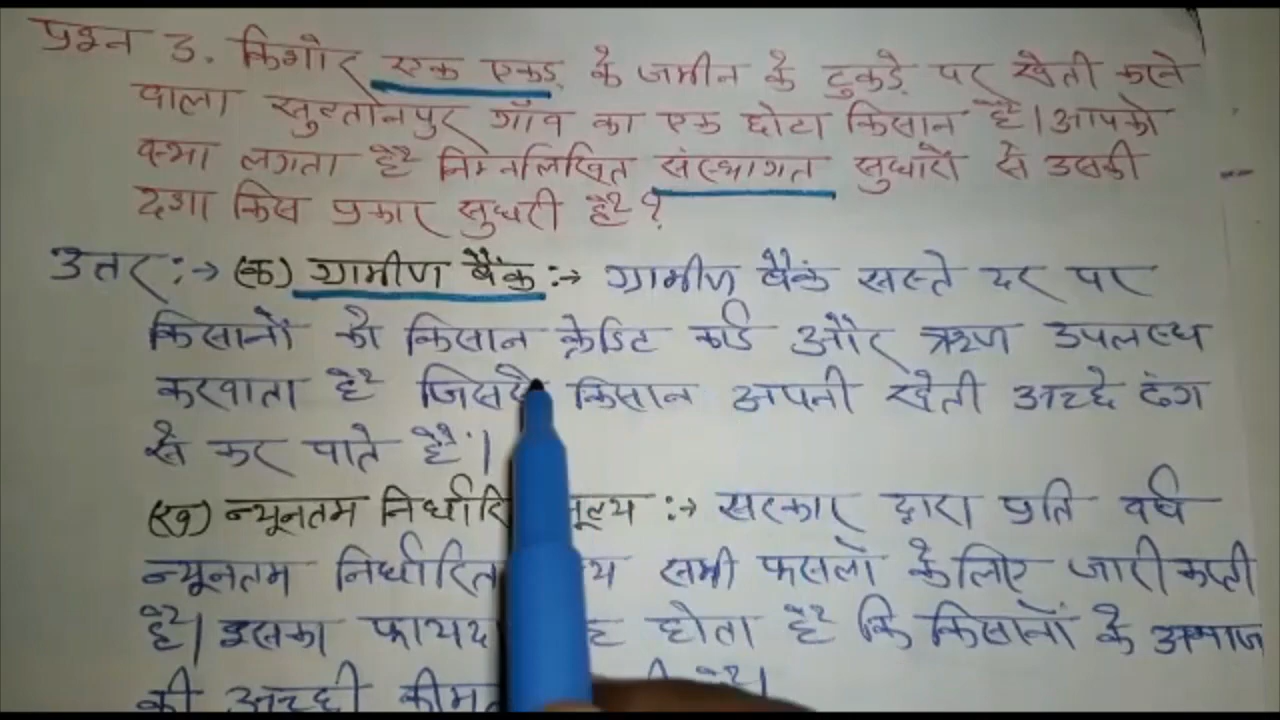 प्रश्न 3. किशोर एक एकड़ के जमीन के टुकड़े पर खेती करने
वाला सुल्तानपुर गाँव का एक छोटा किसान है। आपको
क्या लगता है निम्नलिखित संस्थागत सुधारों से उसकी
दशा किस प्रकार सुधरी है?
उत्तर :→ (क) ग्रामीण बैंक :→ ग्रामीण बैंक सस्ते दर पर
किसानों को किसान क्रेडिट कार्ड और ऋण उपलब्ध
करवाता है जिससे किसान अपनी खेती अच्छे ढंग
से कर पाते हैं।
(ख) न्यूनतम निर्धारि मूल्य :→ सरकार द्वारा प्रति वर्ष
न्यूनतम निर्धारित सभी फसलों के लिए जारी करती
है। इसका होता है कि किसानों के अनाज
की अच्छी